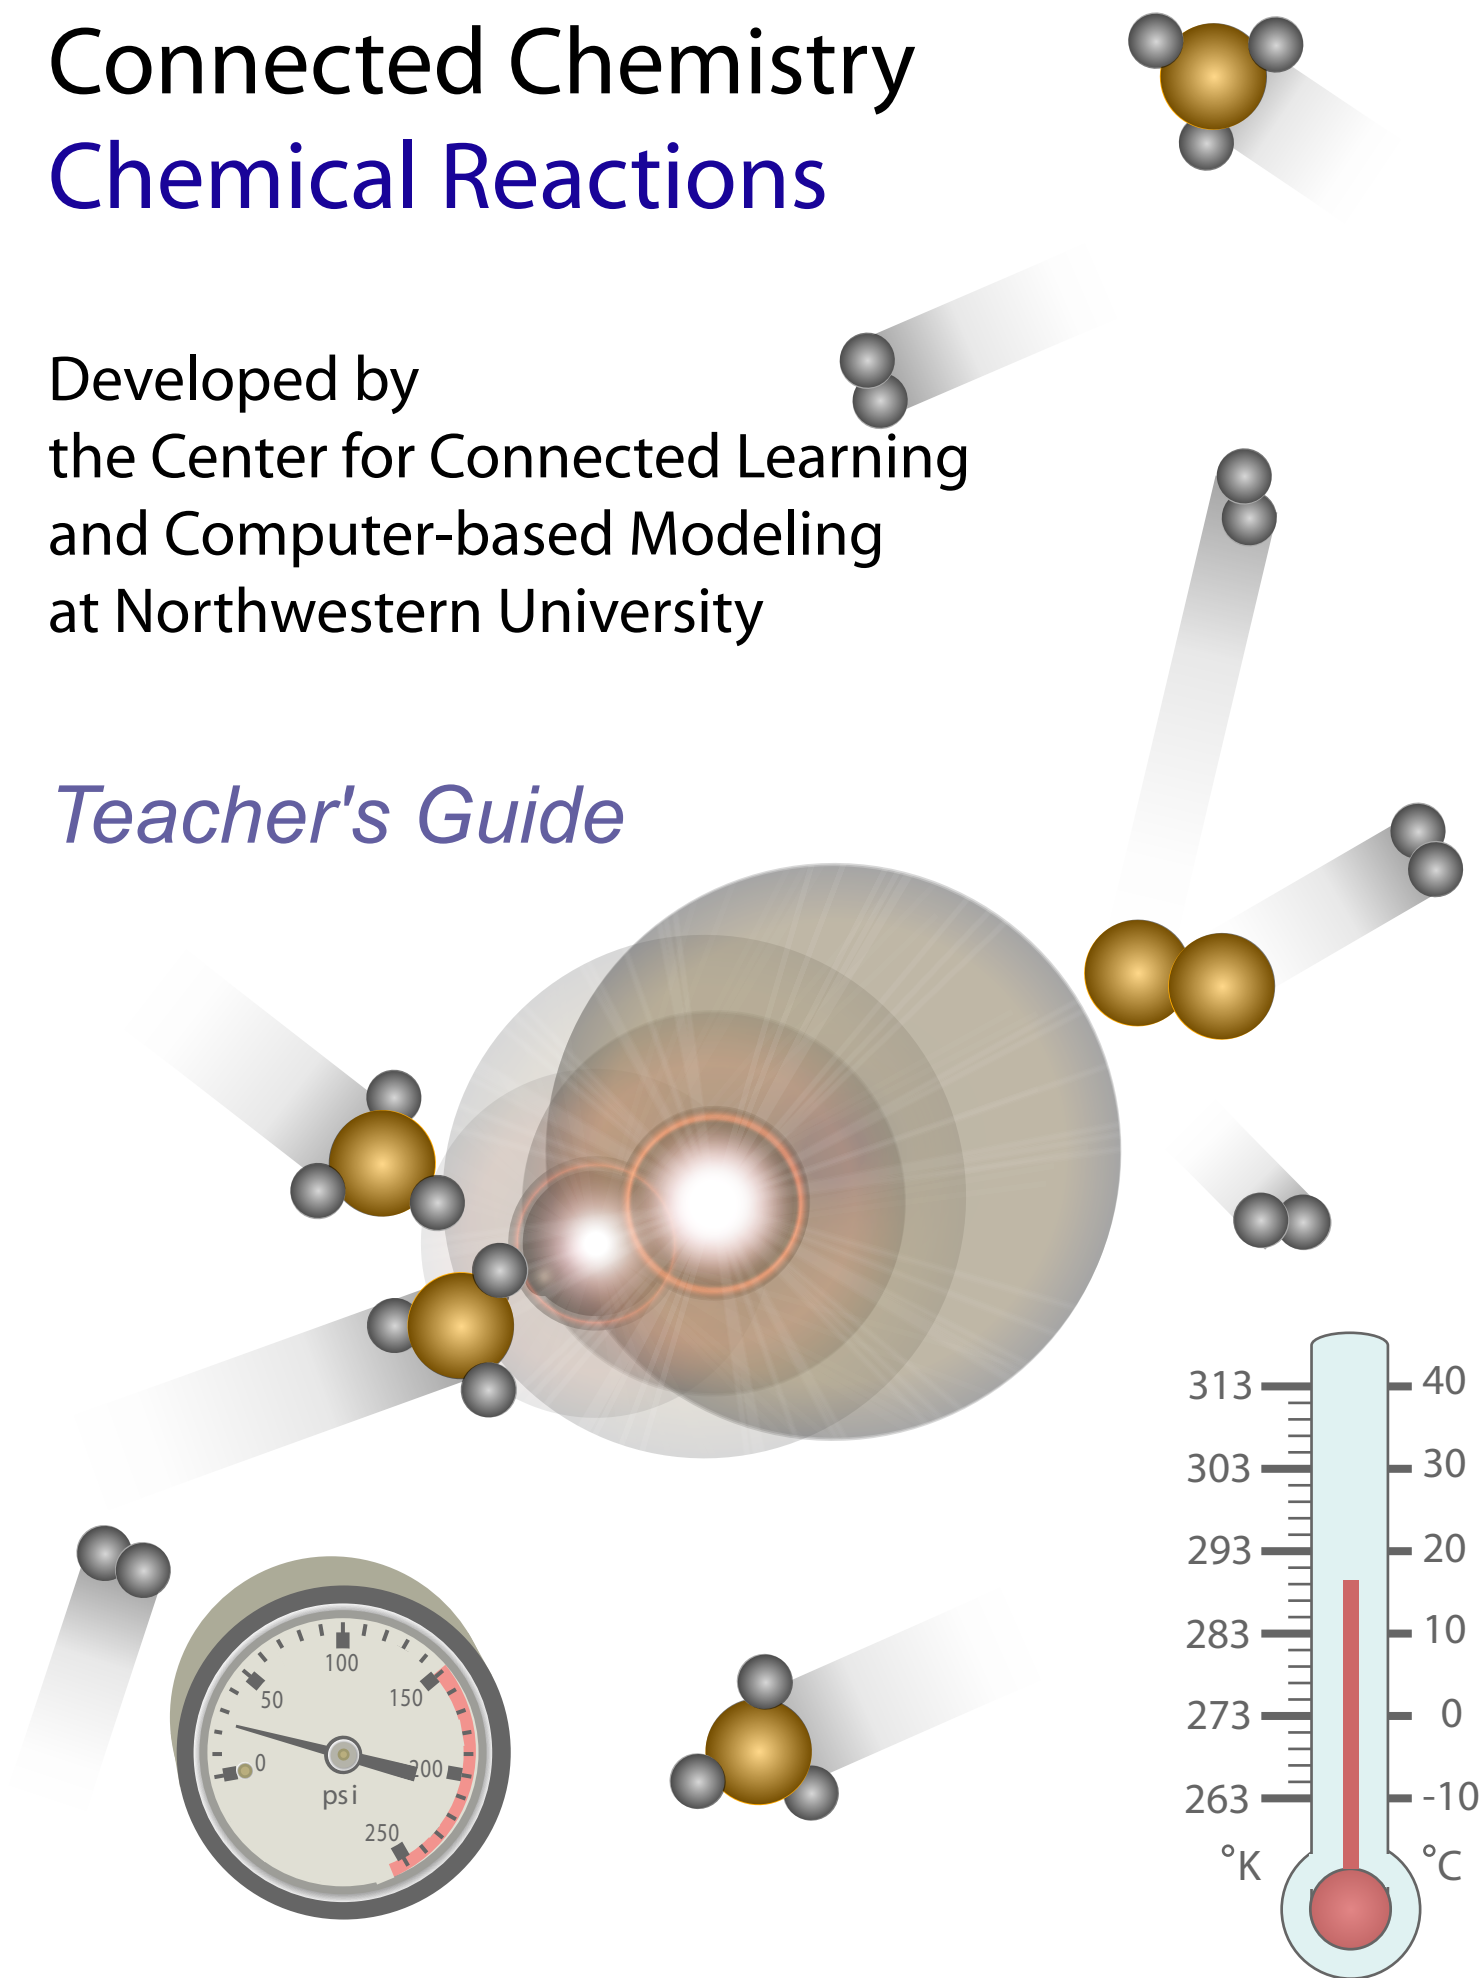 Connected Chemistry
Chemical Reactions
Developed by
the Center for Connected Learning
and Computer-based Modeling
at Northwestern University
Teacher's Guide
313 40
303 30
293 20
283 10
273 0
263 -10
°K °C
100
50 150
0 200
psi
250